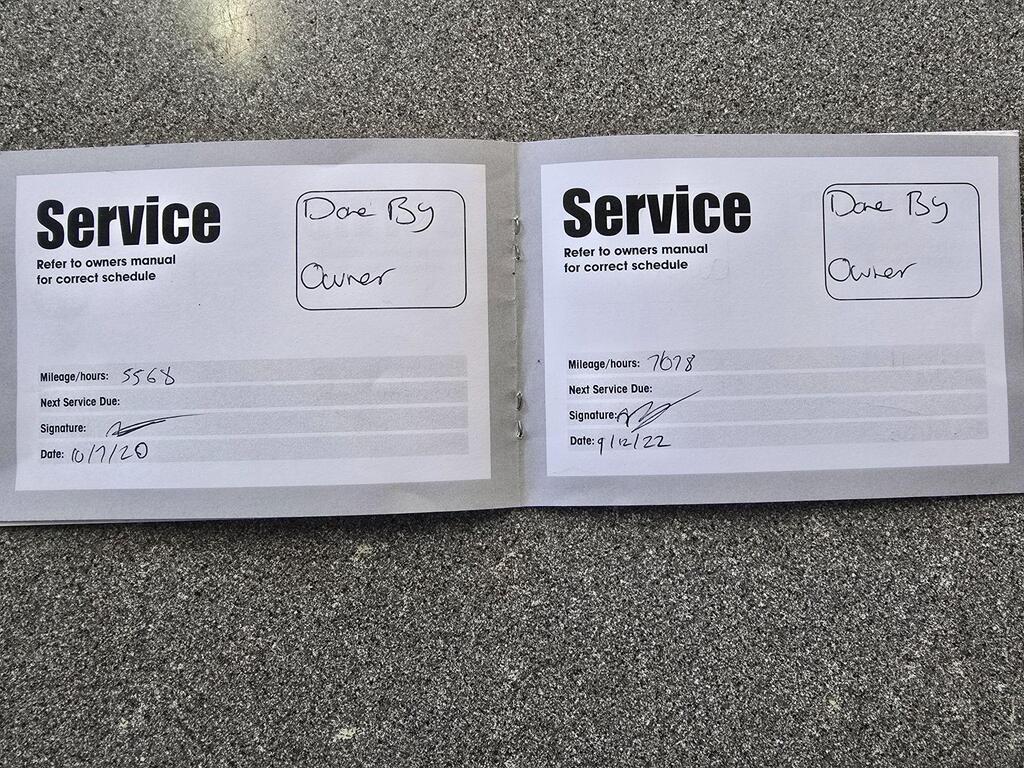 Service
Refer to owners manual
for correct schedule
Done By
Owner
Mileage/hours: 5568
Next Service Due:
Signature:
Date: 10/7/20
Service
Refer to owners manual
for correct schedule
Done By
Owner
Mileage/hours: 7678
Next Service Due:
Signature:
Date: 9/12/22